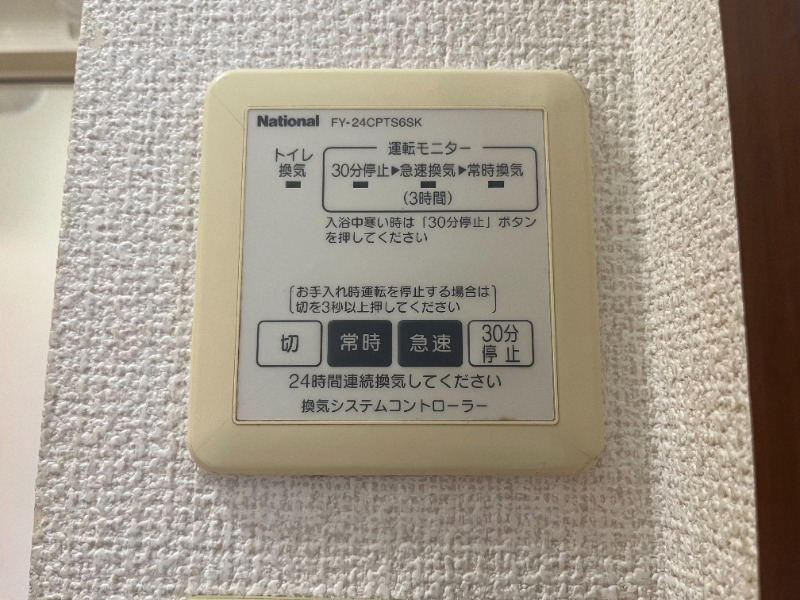 National FY-24CPTS6SK
トイレ
換気
運転モニター
30分停止▶急速換気▶常時換気
(3時間)
入浴中寒い時は「30分停止」ボタン
を押してください
お手入れ時運転を停止する場合は
切を3秒以上押してください
切 常時 急速 30分
停止
24時間連続換気してください
換気システムコントローラー